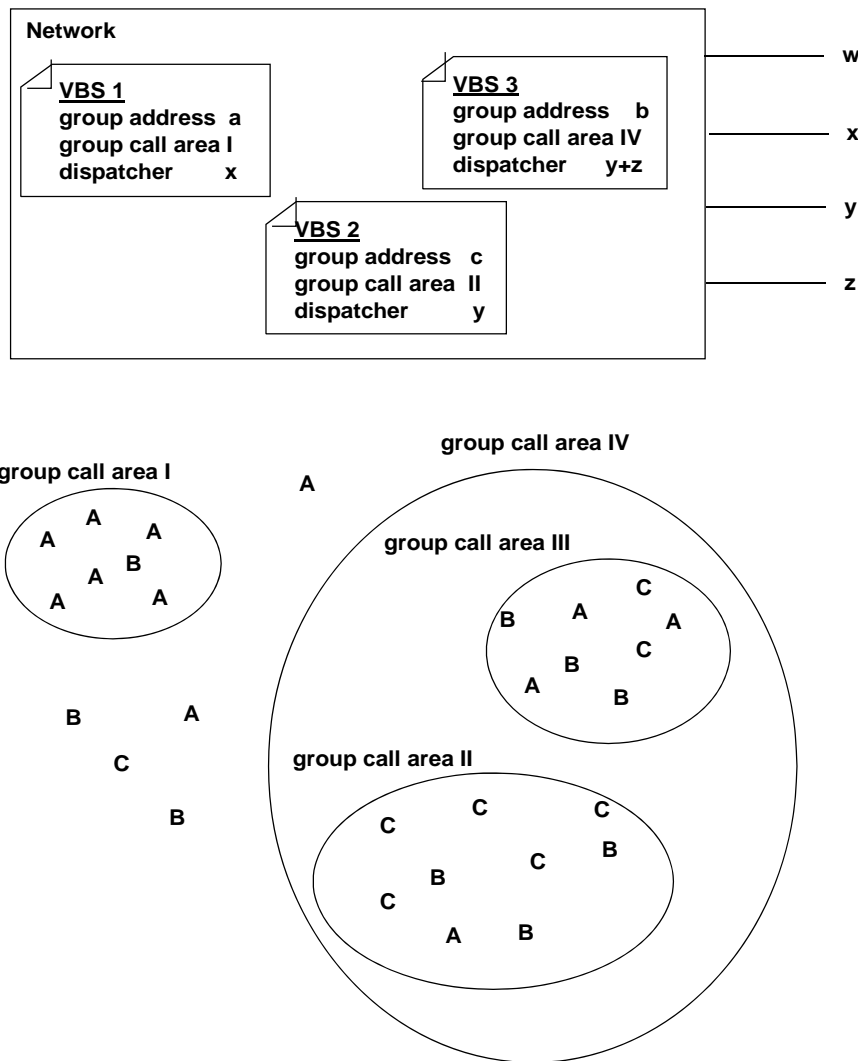 Network
w
VBS 1
group address a
group call area I
dispatcher x
VBS 3
group address b
group call area IV
dispatcher y+z
x
VBS 2
group address c
group call area II
dispatcher y
y
z
group call area IV
group call area I
A
A
A
A
A
B
A
A
group call area III
C
B
A
A
C
B
A
B
B
A
C
B
group call area II
C
C
C
B
C
B
C
A
B